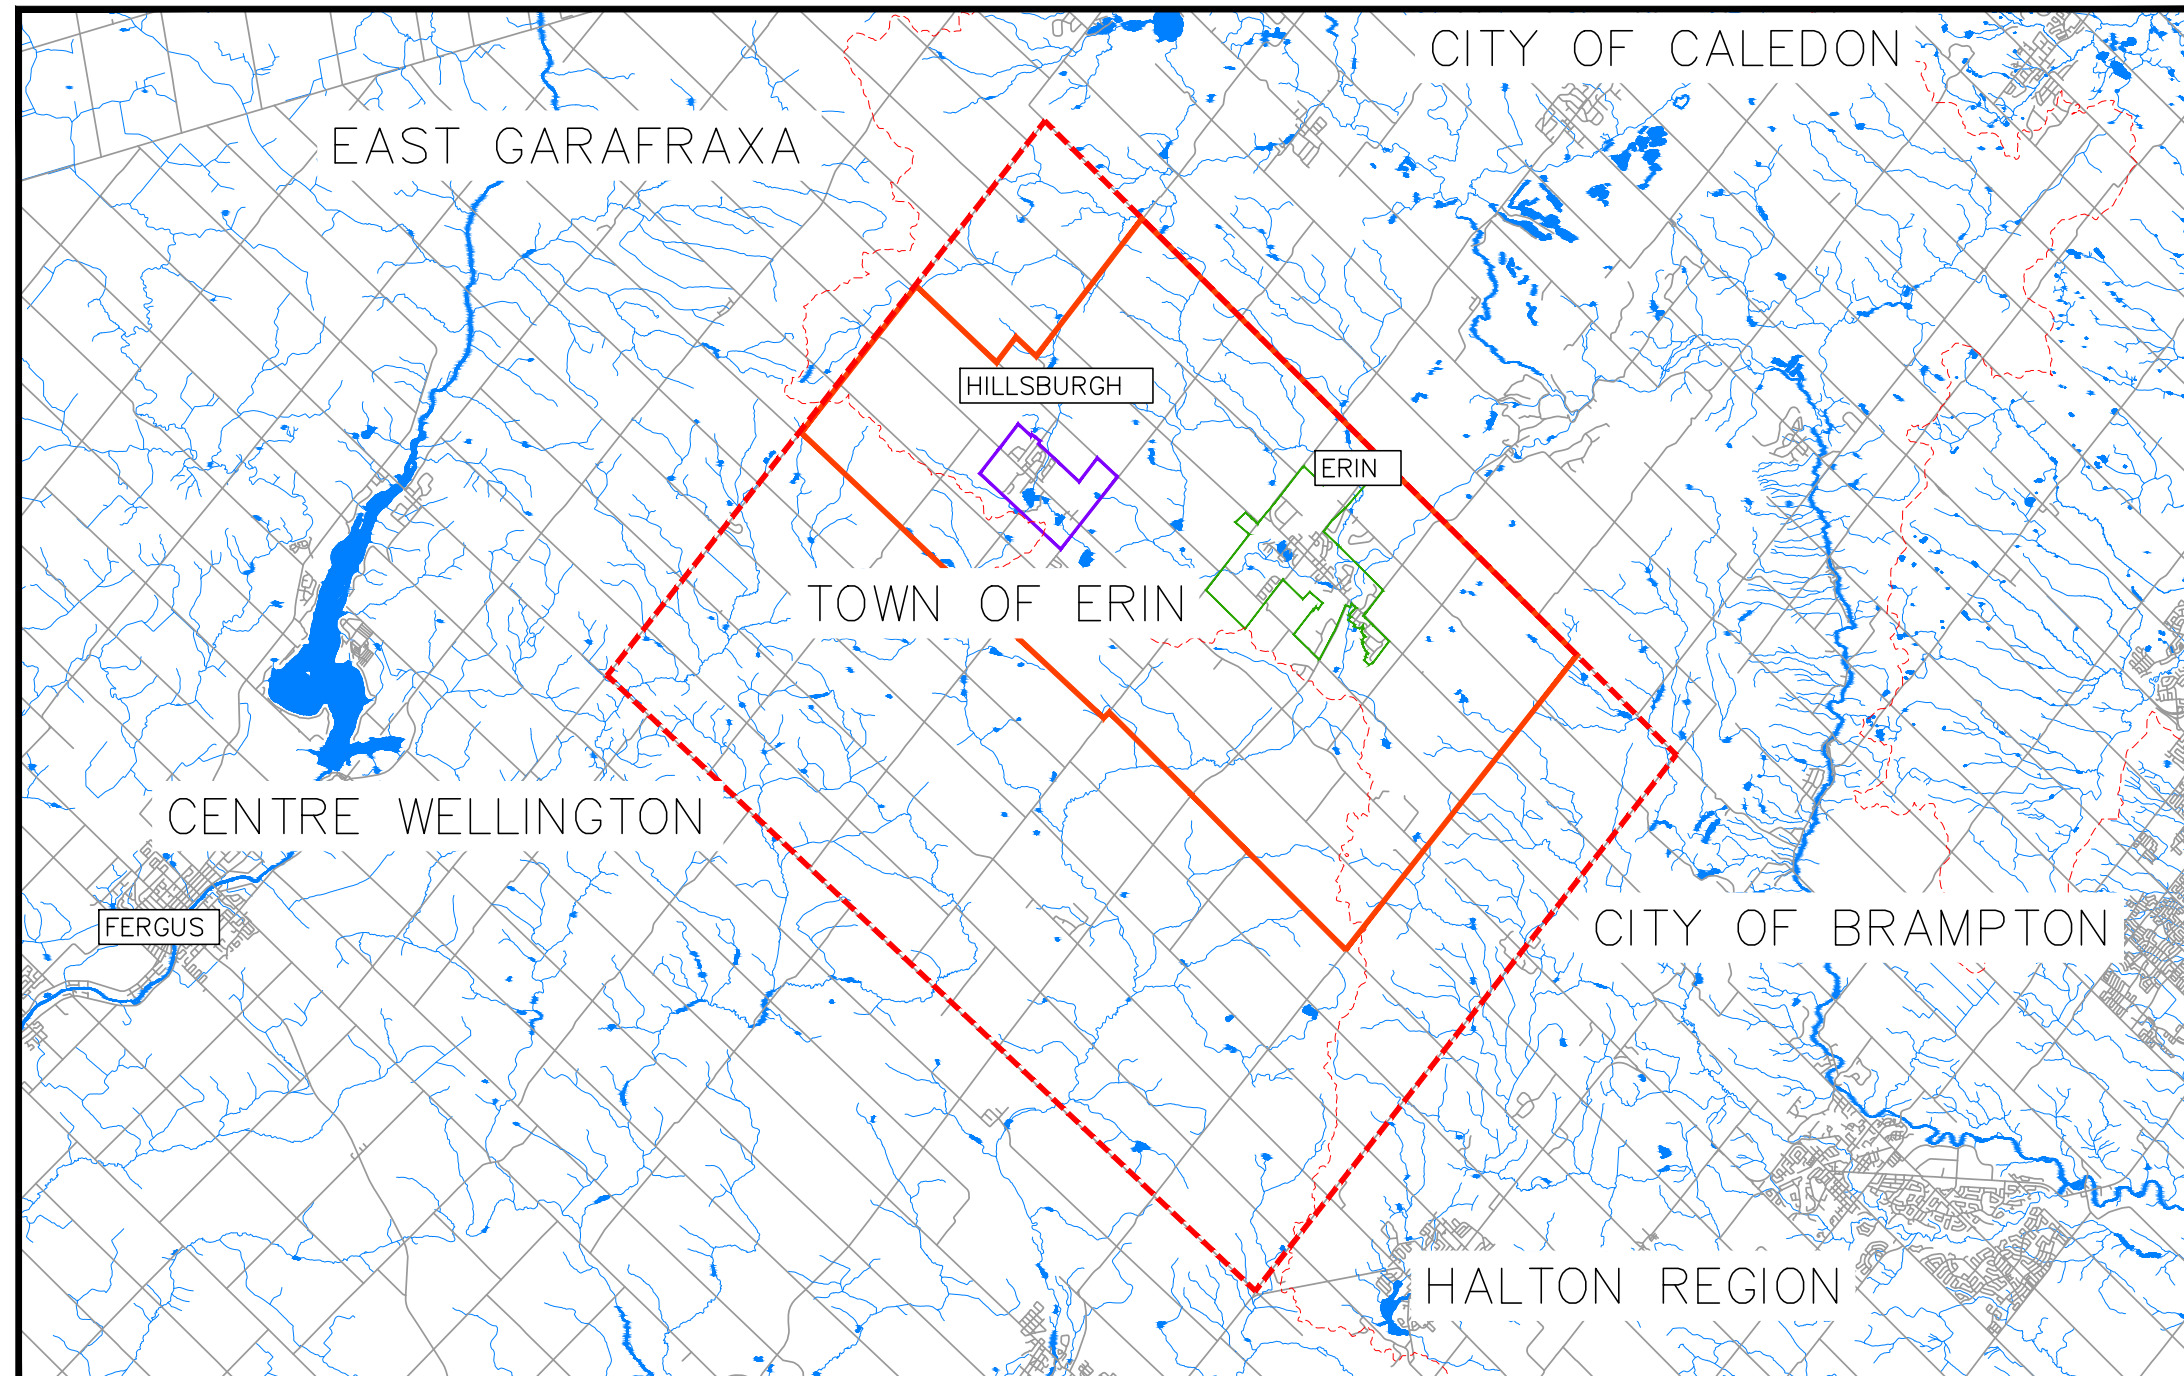 CITY OF CALEDON
EAST GARAFRAXA
HILLSBURGH
ERIN
TOWN OF ERIN
CENTRE WELLINGTON
FERGUS
CITY OF BRAMPTON
HALTON REGION